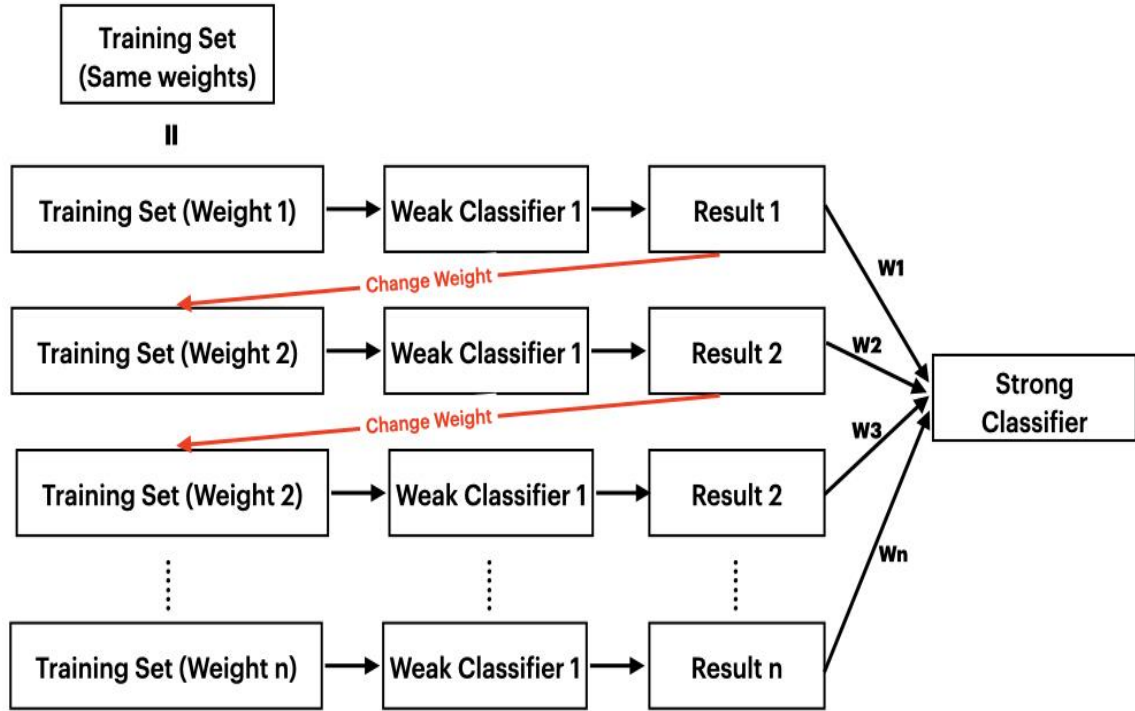 Training Set
(Same weights)
=
Training Set (Weight 1)
Weak Classifier 1
Result 1
W1
Change Weight
Training Set (Weight 2)
Weak Classifier 1
Result 2
W2
Strong
Classifier
Change Weight
W3
Training Set (Weight 2)
Weak Classifier 1
Result 2
Wn
Training Set (Weight n)
Weak Classifier 1
Result n